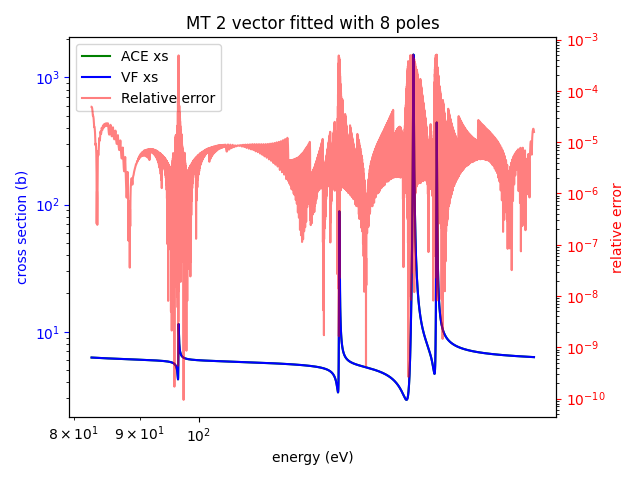 MT 2 vector fitted with 8 poles
ACE xs
VF xs
Relative error
cross section (b)
10³
10²
10¹
relative error
10⁻³
10⁻⁴
10⁻⁵
10⁻⁶
10⁻⁷
10⁻⁸
10⁻⁹
10⁻¹⁰
8 × 10¹ 9 × 10¹ 10²
energy (eV)